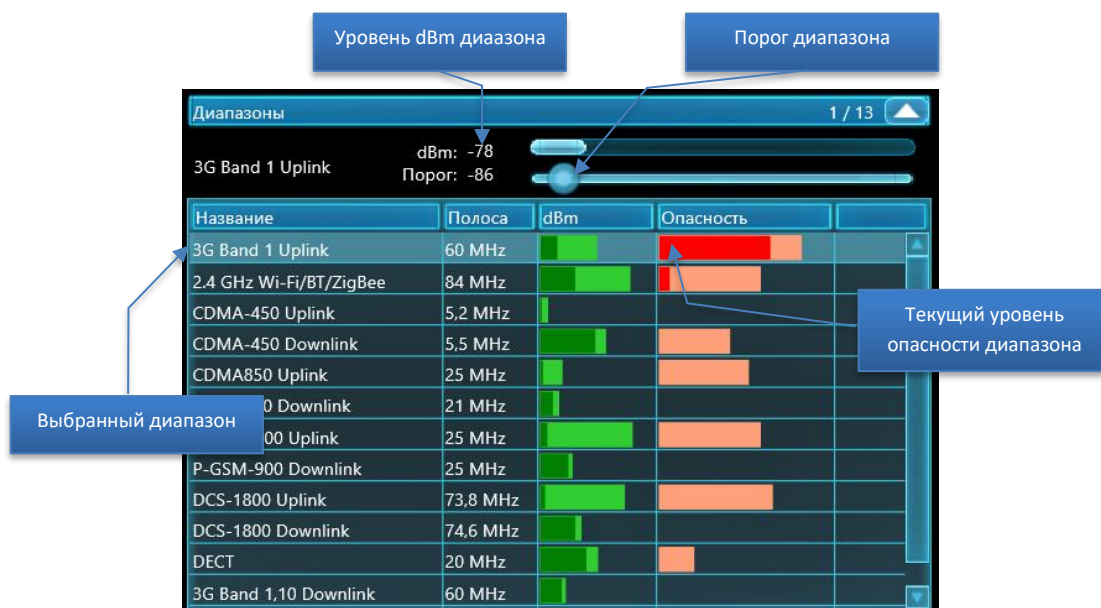 Уровень dBm диаазона
Порог диапазона
Диапазоны 1 / 13
3G Band 1 Uplink
dBm: -78
Порог: -86
Название Полоса dBm Опасность
3G Band 1 Uplink 60 MHz
2.4 GHz Wi-Fi/BT/ZigBee 84 MHz
CDMA-450 Uplink 5,2 MHz
CDMA-450 Downlink 5,5 MHz
CDMA850 Uplink 25 MHz
0 Downlink 21 MHz
00 Uplink 25 MHz
P-GSM-900 Downlink 25 MHz
DCS-1800 Uplink 73,8 MHz
DCS-1800 Downlink 74,6 MHz
DECT 20 MHz
3G Band 1,10 Downlink 60 MHz
Текущий уровень
опасности диапазона
Выбранный диапазон